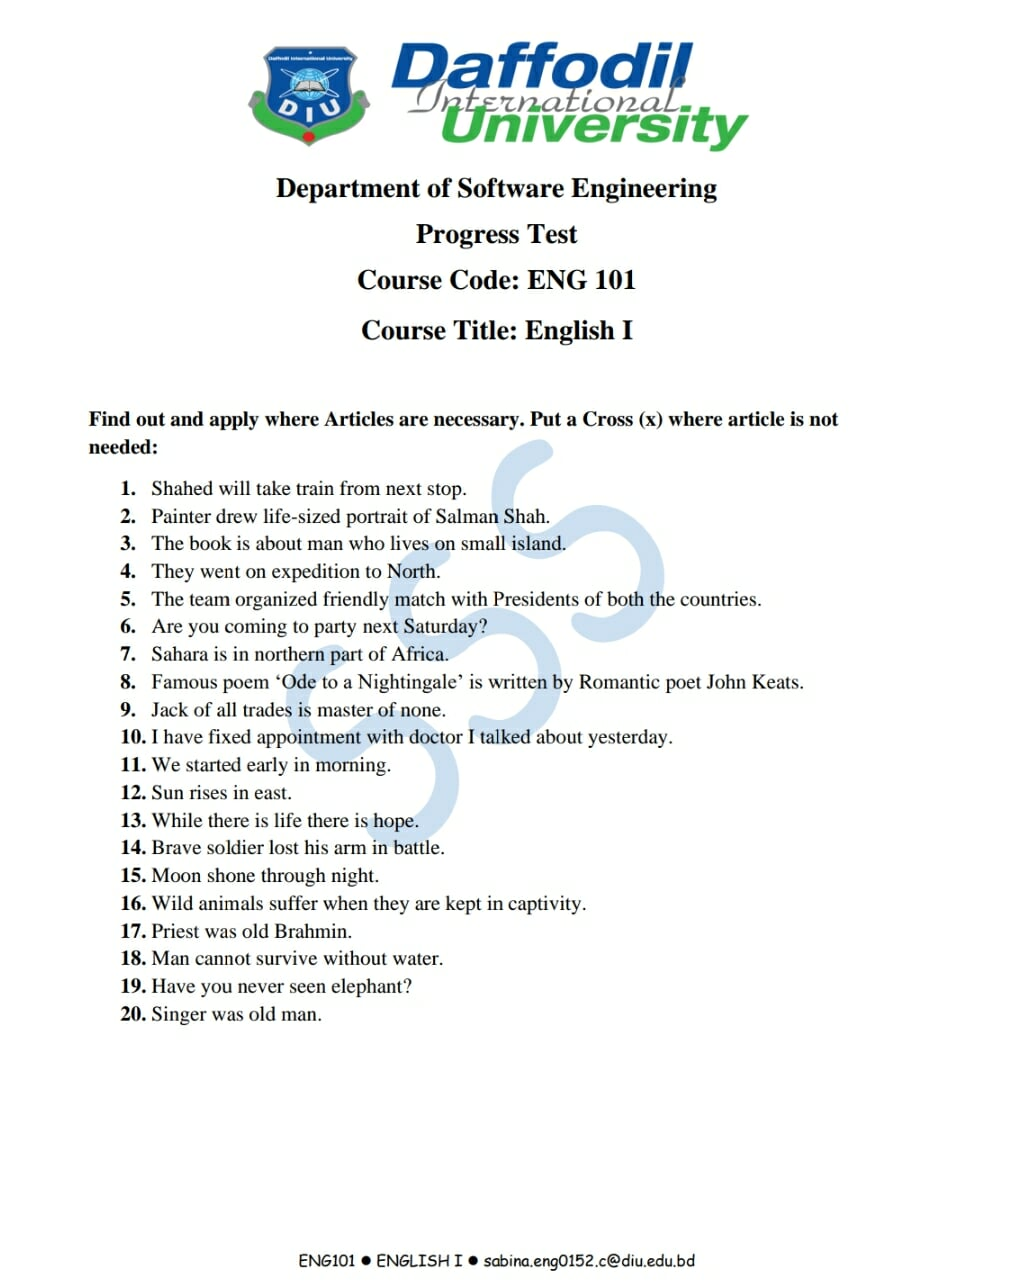 Daffodil International University
DIU
Daffodil
International
University
Department of Software Engineering
Progress Test
Course Code: ENG 101
Course Title: English I
Find out and apply where Articles are necessary. Put a Cross (x) where article is not
needed:
1. Shahed will take train from next stop.
2. Painter drew life-sized portrait of Salman Shah.
3. The book is about man who lives on small island.
4. They went on expedition to North.
5. The team organized friendly match with Presidents of both the countries.
6. Are you coming to party next Saturday?
7. Sahara is in northern part of Africa.
8. Famous poem ‘Ode to a Nightingale’ is written by Romantic poet John Keats.
9. Jack of all trades is master of none.
10. I have fixed appointment with doctor I talked about yesterday.
11. We started early in morning.
12. Sun rises in east.
13. While there is life there is hope.
14. Brave soldier lost his arm in battle.
15. Moon shone through night.
16. Wild animals suffer when they are kept in captivity.
17. Priest was old Brahmin.
18. Man cannot survive without water.
19. Have you never seen elephant?
20. Singer was old man.
SSS
ENG101 ● ENGLISH I ● sabina.eng0152.c@diu.edu.bd